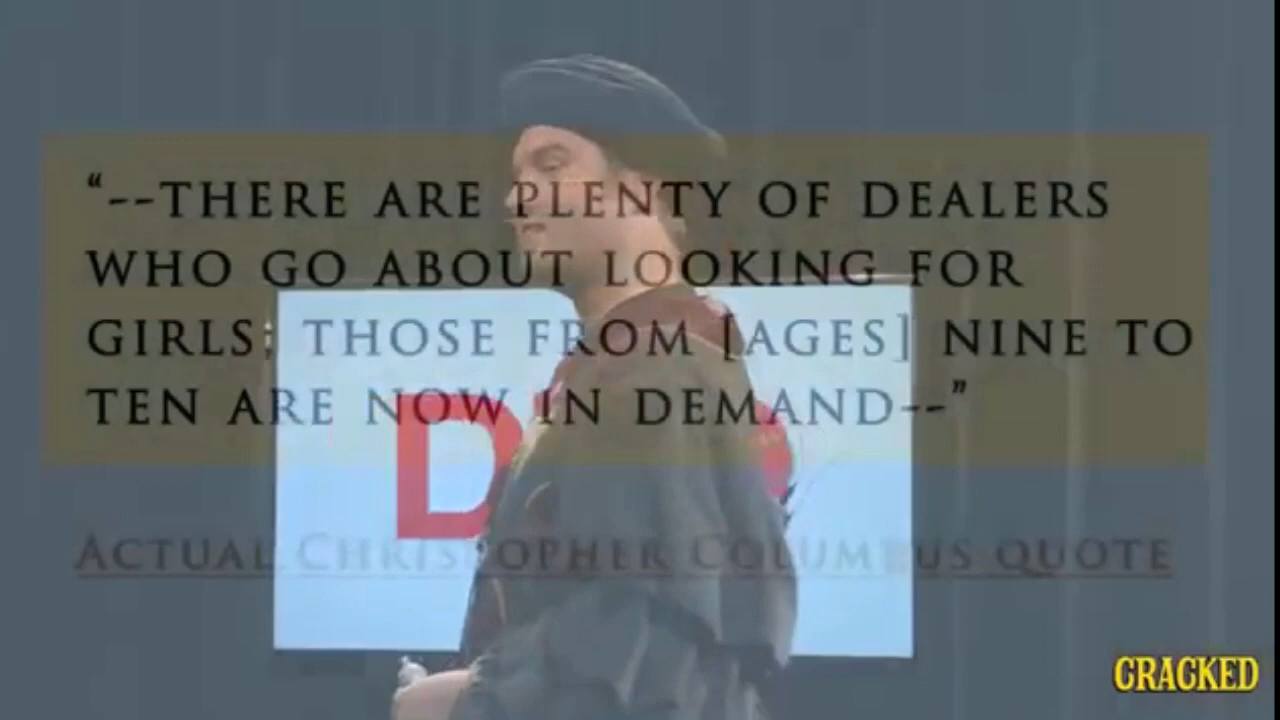 “--THERE ARE PLENTY OF DEALERS
WHO GO ABOUT LOOKING FOR
GIRLS; THOSE FROM [AGES] NINE TO
TEN ARE NOW IN DEMAND--”
D
ACTUAL CHRISTOPHER COLUMBUS QUOTE
CRACKED